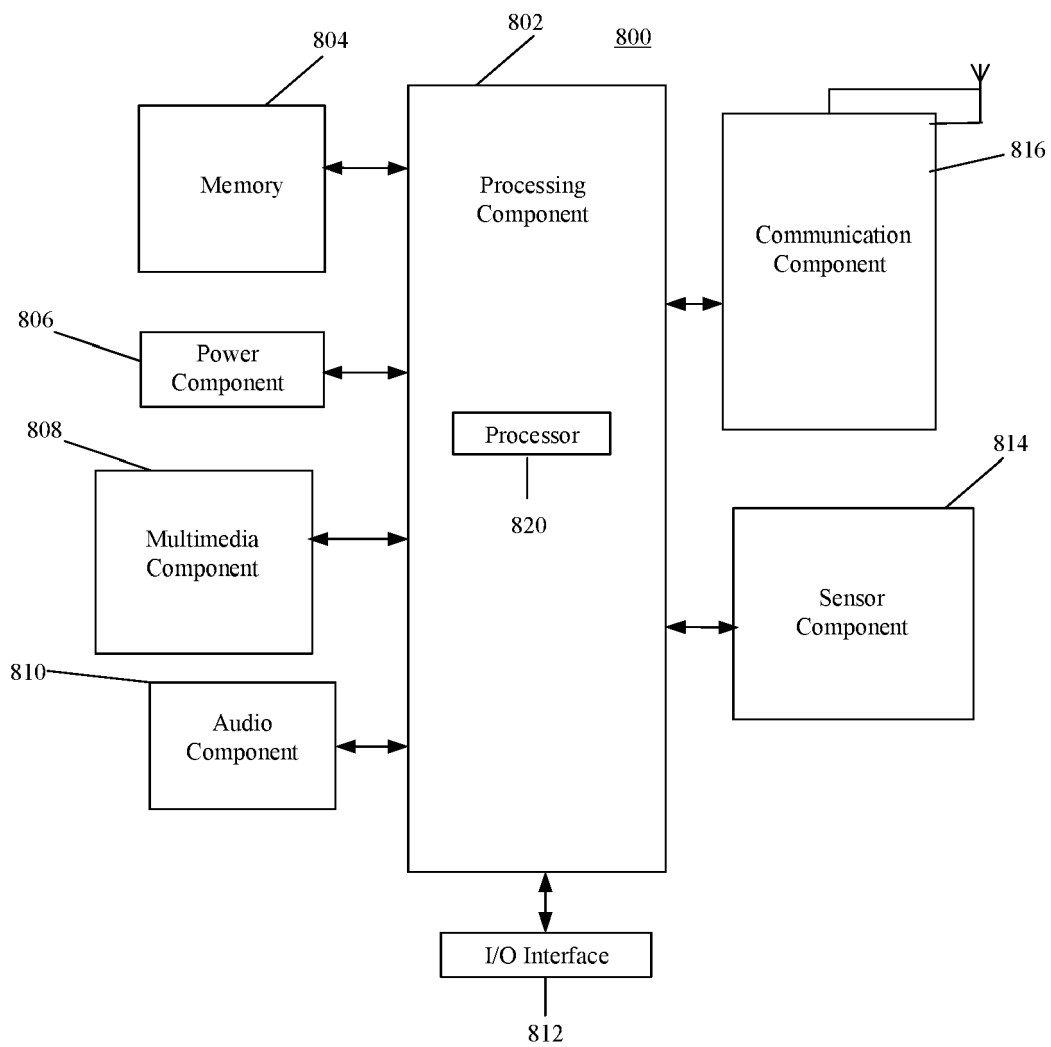 802
800
804
Memory
Processing
Component
816
Communication
Component
806
Power
Component
808
Processor
820
814
Multimedia
Component
Sensor
Component
810
Audio
Component
I/O Interface
812